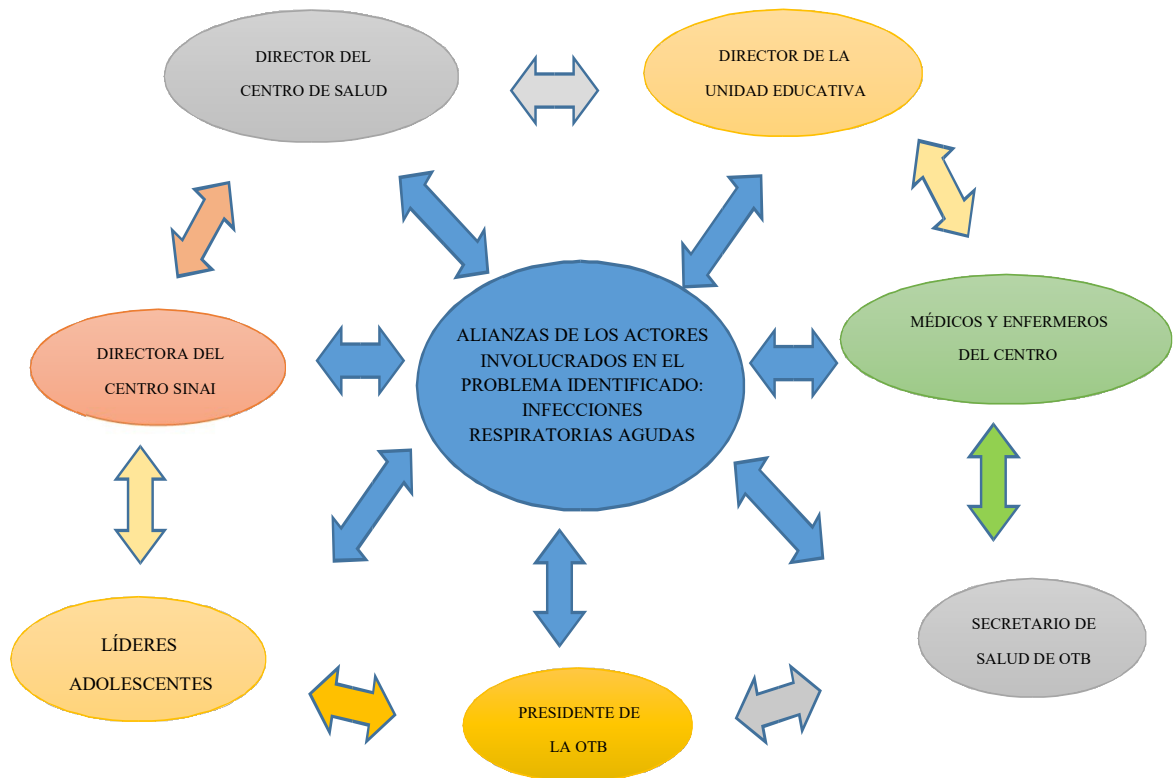 DIRECTOR DEL
CENTRO DE SALUD
DIRECTOR DE LA
UNIDAD EDUCATIVA
ALIANZAS DE LOS ACTORES
INVOLUCRADOS EN EL
PROBLEMA IDENTIFICADO:
INFECCIONES
RESPIRATORIAS AGUDAS
DIRECTORA DEL
CENTRO SINAI
MÉDICOS Y ENFERMEROS
DEL CENTRO
LÍDERES
ADOLESCENTES
PRESIDENTE DE
LA OTB
SECRETARIO DE
SALUD DE OTB